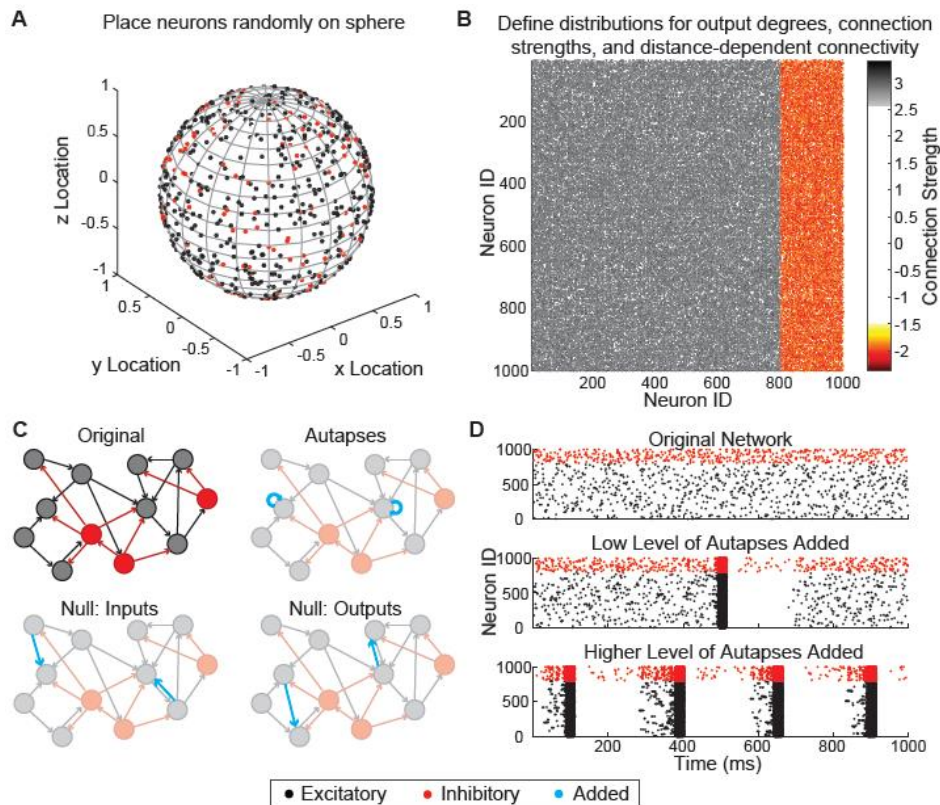 A
Place neurons randomly on sphere
1
0.5
0
-0.5
-1
z Location
1
0.5
0
-0.5
-1
y Location
-1
-0.5
0
0.5
1
x Location
B
Define distributions for output degrees, connection
strengths, and distance-dependent connectivity
200
400
600
800
1000
Neuron ID
200 400 600 800 1000
Neuron ID
3
2.5
2
1.5
1
0.5
0
-0.5
-1
-1.5
-2
Connection Strength
C
Original
Autapses
Null: Inputs
Null: Outputs
D
Original Network
1000
500
0
Low Level of Autapses Added
1000
500
0
Higher Level of Autapses Added
1000
500
0
Neuron ID
200 400 600 800 1000
Time (ms)
Excitatory Inhibitory Added